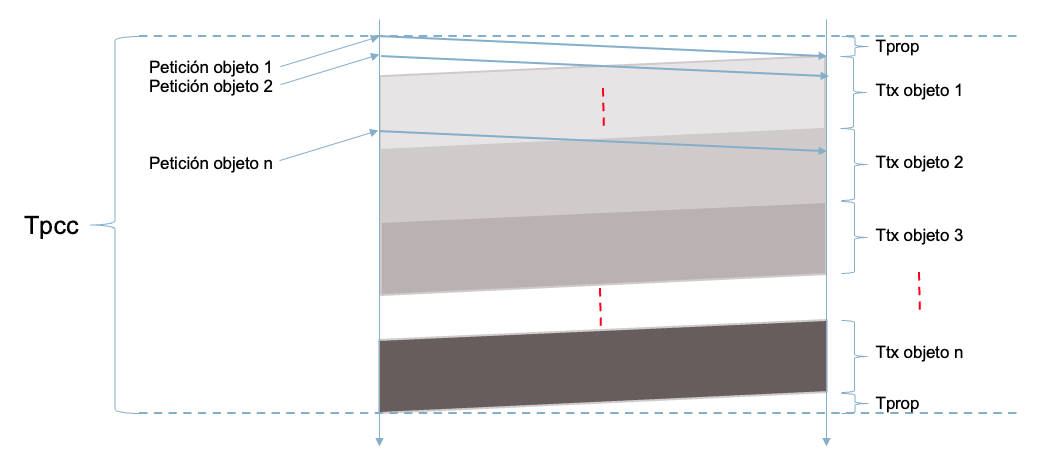 Tprop
Petición objeto 1
Petición objeto 2
Ttx objeto 1
Petición objeto n
Ttx objeto 2
Tpcc
Ttx objeto 3
Ttx objeto n
Tprop